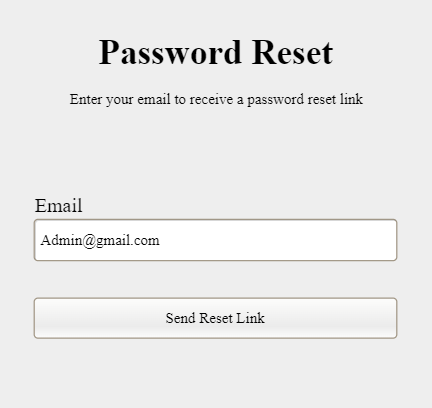 Password Reset
Enter your email to receive a password reset link
Email
Admin@gmail.com
Send Reset Link